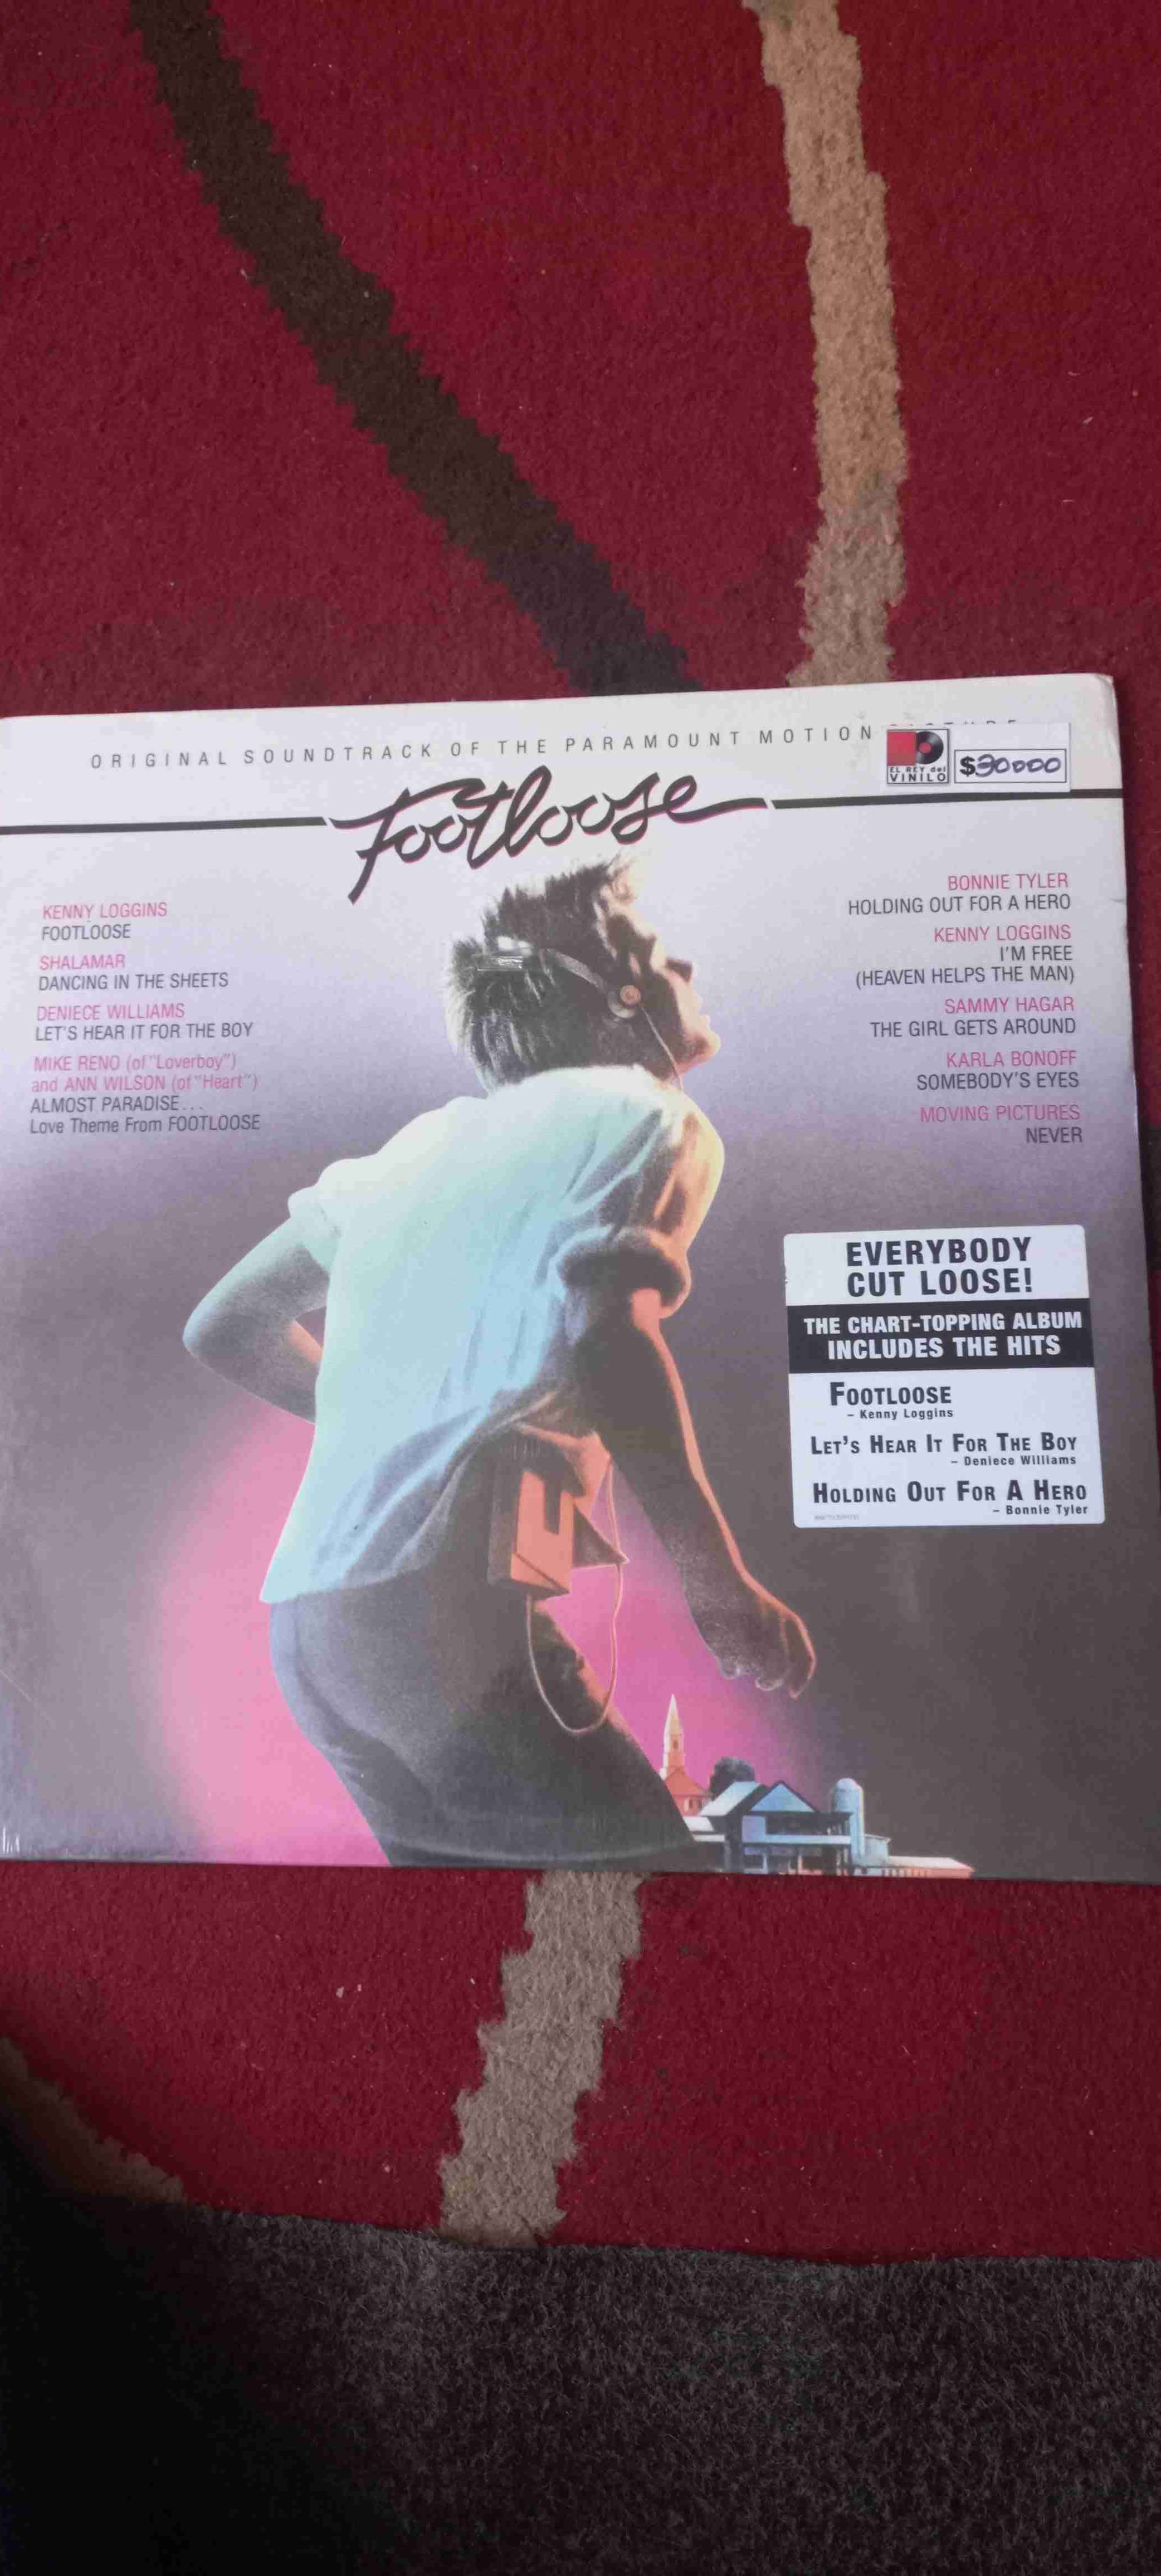 ORIGINAL SOUNDTRACK OF THE PARAMOUNT MOTION
EL REY del
VINILO
$30000
Footloose
KENNY LOGGINS
FOOTLOOSE
SHALAMAR
DANCING IN THE SHEETS
DENIECE WILLIAMS
LET'S HEAR IT FOR THE BOY
MIKE RENO (of "Loverboy")
and ANN WILSON (of "Heart")
ALMOST PARADISE...
Love Theme From FOOTLOOSE
BONNIE TYLER
HOLDING OUT FOR A HERO
KENNY LOGGINS
I'M FREE
(HEAVEN HELPS THE MAN)
SAMMY HAGAR
THE GIRL GETS AROUND
KARLA BONOFF
SOMEBODY'S EYES
MOVING PICTURES
NEVER
EVERYBODY
CUT LOOSE!
THE CHART-TOPPING ALBUM
INCLUDES THE HITS
FOOTLOOSE
– Kenny Loggins
LET'S HEAR IT FOR THE BOY
– Deniece Williams
HOLDING OUT FOR A HERO
– Bonnie Tyler